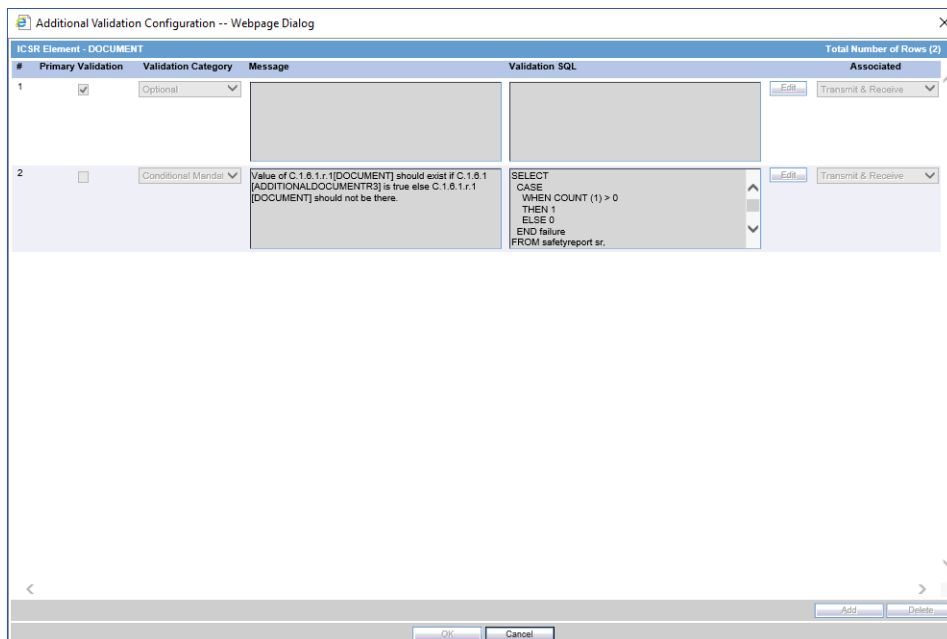 Additional Validation Configuration -- Webpage Dialog
ICSR Element - DOCUMENT Total Number of Rows (2)
# Primary Validation Validation Category Message Validation SQL Associated
1 Optional Edit Transmit & Receive
2 Conditional Mandat Value of C.1.6.1.r.1[DOCUMENT] should exist if C.1.6.1 SELECT Edit Transmit & Receive
[ADDITIONALDOCUMENTR3] is true else C.1.6.1.r.1 CASE
[DOCUMENT] should not be there. WHEN COUNT (1) > 0
THEN 1
ELSE 0
END failure
FROM safetyreport sr,
Add Delete
OK Cancel